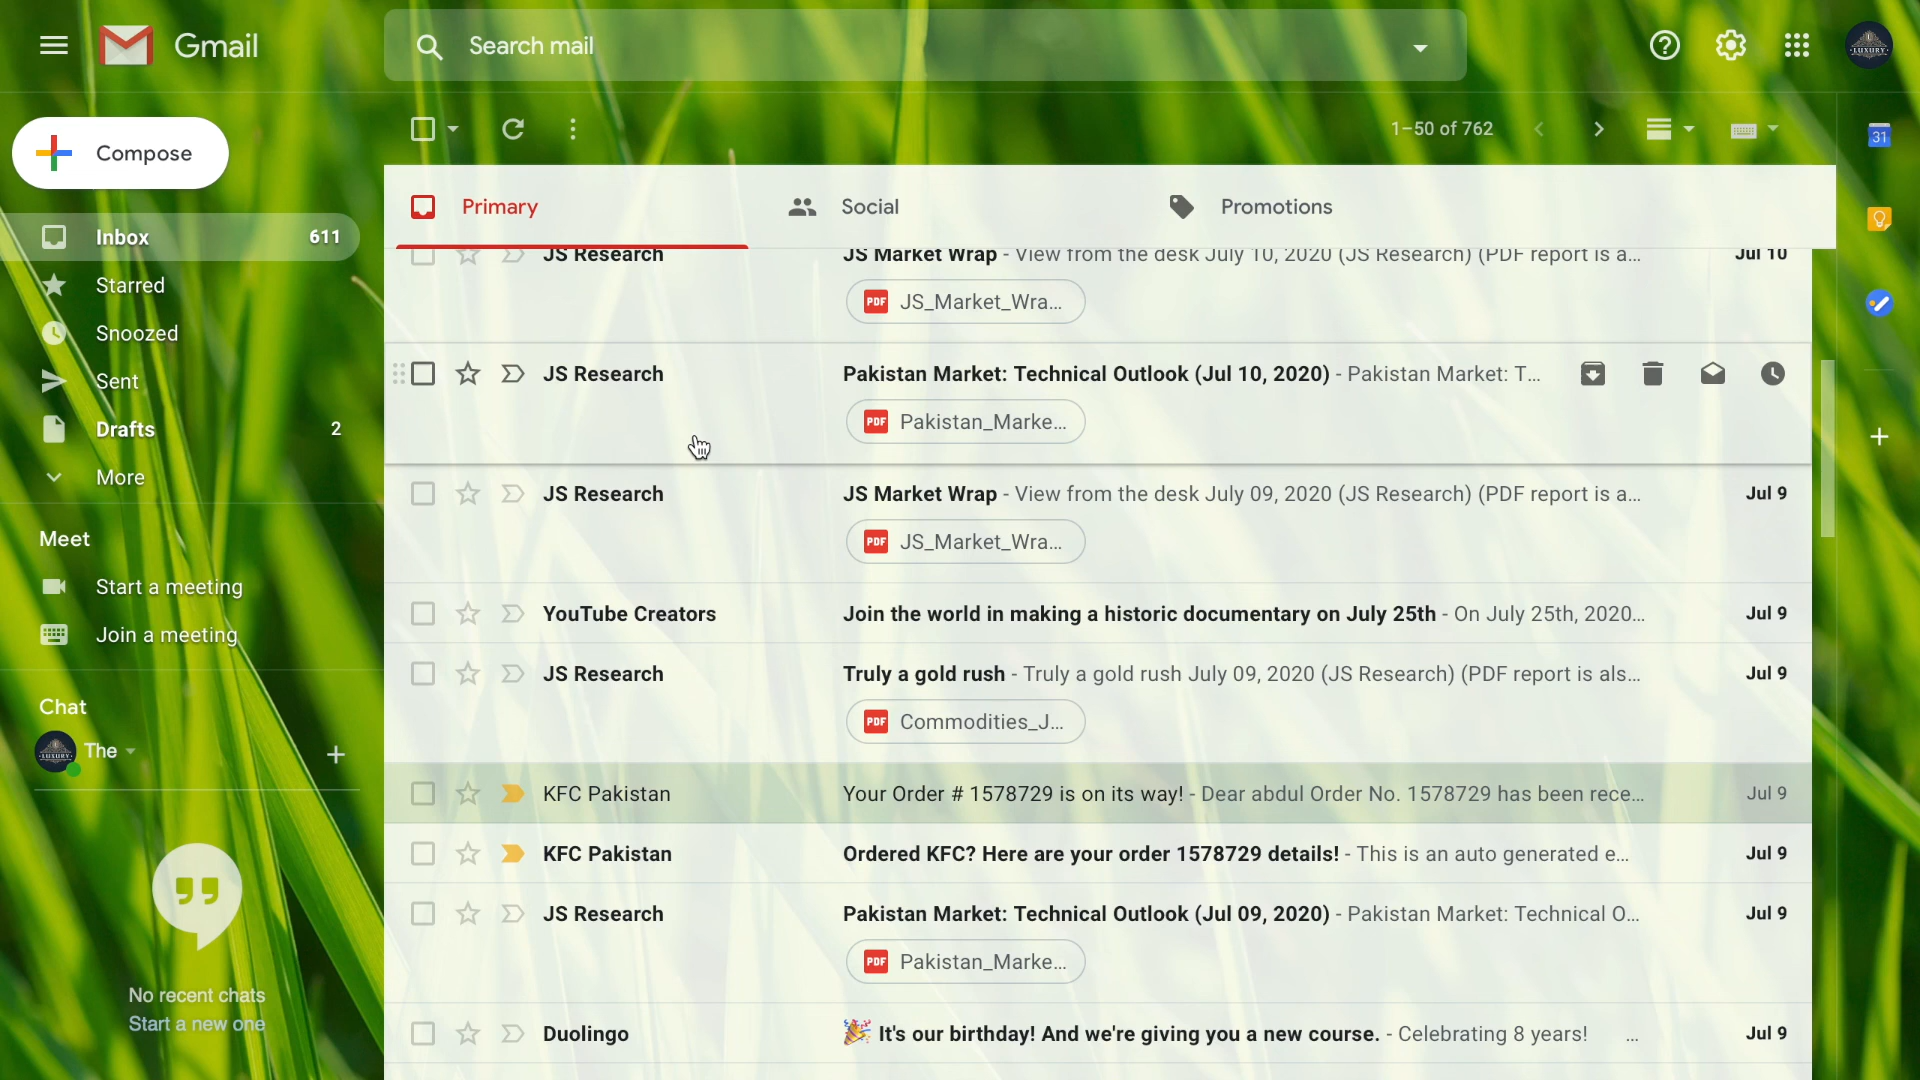 Gmail
Search mail
LUXURY
Compose
1–50 of 762
31
Primary
Social
Promotions
Inbox 611
Starred
Snoozed
Sent
Drafts 2
More
Meet
Start a meeting
Join a meeting
Chat
LUXURY
The
No recent chats
Start a new one
JS Research JS Market Wrap - View from the desk July 10, 2020 (JS Research) (PDF report is a... Jul 10
PDF JS_Market_Wra...
JS Research Pakistan Market: Technical Outlook (Jul 10, 2020) - Pakistan Market: T...
PDF Pakistan_Marke...
JS Research JS Market Wrap - View from the desk July 09, 2020 (JS Research) (PDF report is a... Jul 9
PDF JS_Market_Wra...
YouTube Creators Join the world in making a historic documentary on July 25th - On July 25th, 2020... Jul 9
JS Research Truly a gold rush - Truly a gold rush July 09, 2020 (JS Research) (PDF report is als... Jul 9
PDF Commodities_J...
KFC Pakistan Your Order # 1578729 is on its way! - Dear abdul Order No. 1578729 has been rece... Jul 9
KFC Pakistan Ordered KFC? Here are your order 1578729 details! - This is an auto generated e... Jul 9
JS Research Pakistan Market: Technical Outlook (Jul 09, 2020) - Pakistan Market: Technical O... Jul 9
PDF Pakistan_Marke...
Duolingo 🎉 It's our birthday! And we're giving you a new course. - Celebrating 8 years! ... Jul 9